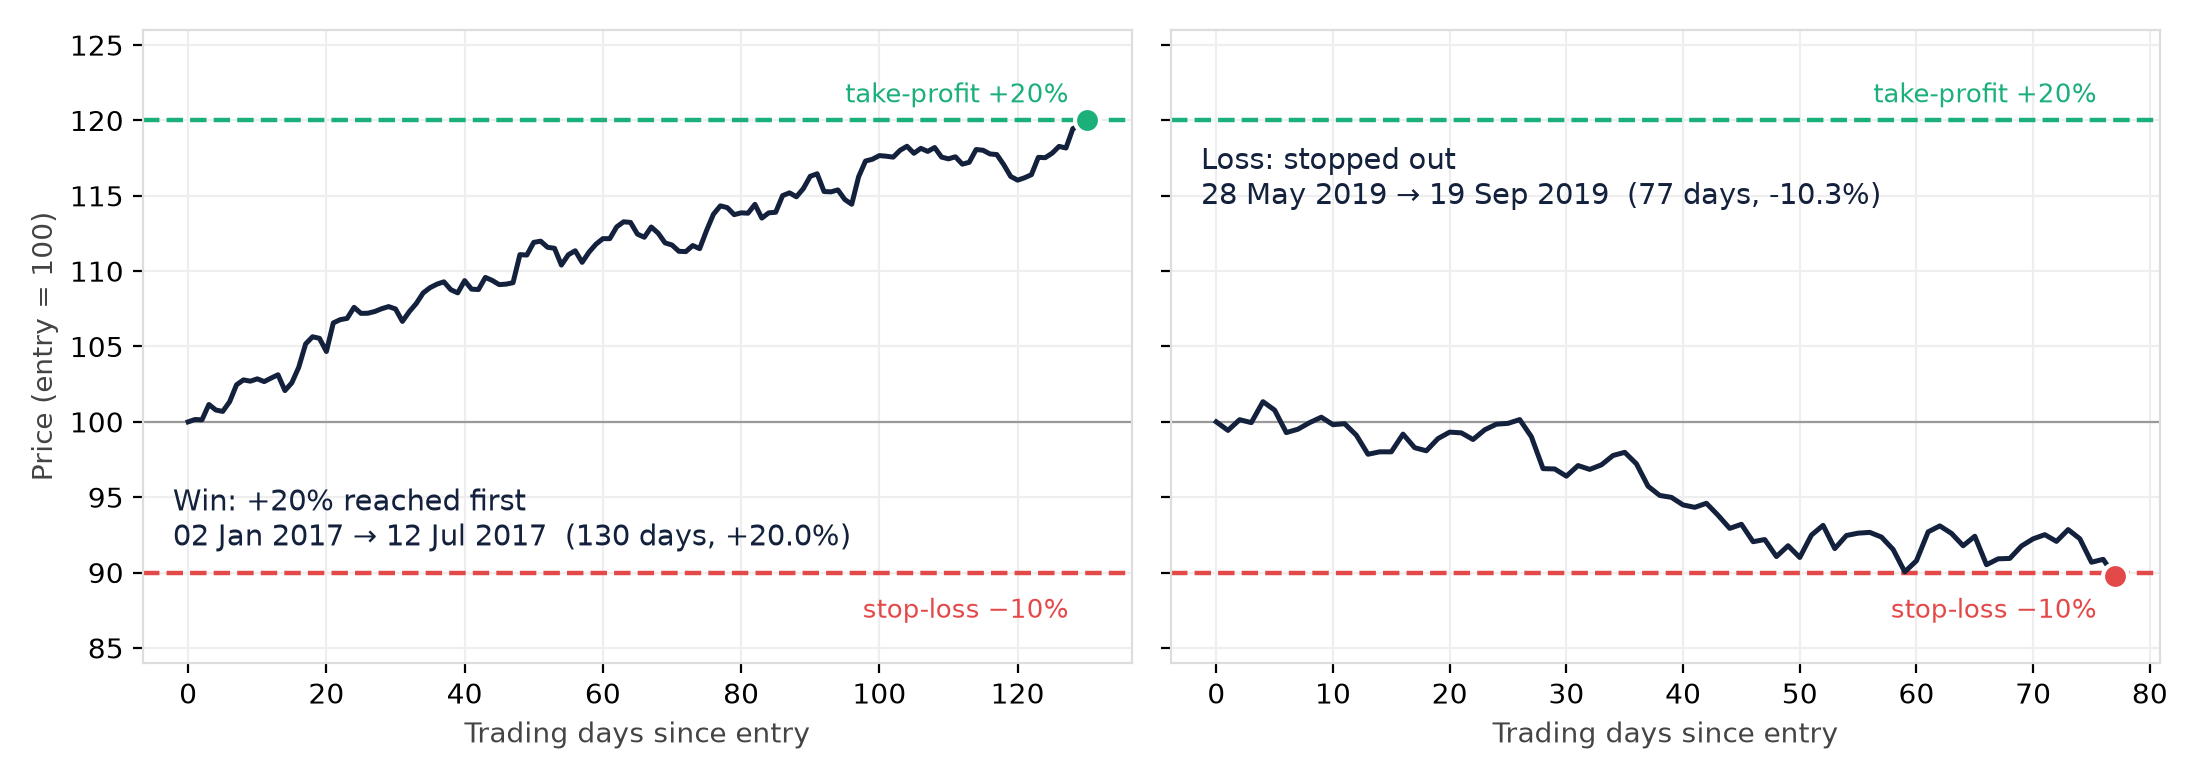 125
120
115
110
105
100
95
90
85
Price (entry = 100)
take-profit +20%
Win: +20% reached first
02 Jan 2017 → 12 Jul 2017 (130 days, +20.0%)
stop-loss −10%
0 20 40 60 80 100 120
Trading days since entry
take-profit +20%
Loss: stopped out
28 May 2019 → 19 Sep 2019 (77 days, -10.3%)
stop-loss −10%
0 10 20 30 40 50 60 70 80
Trading days since entry